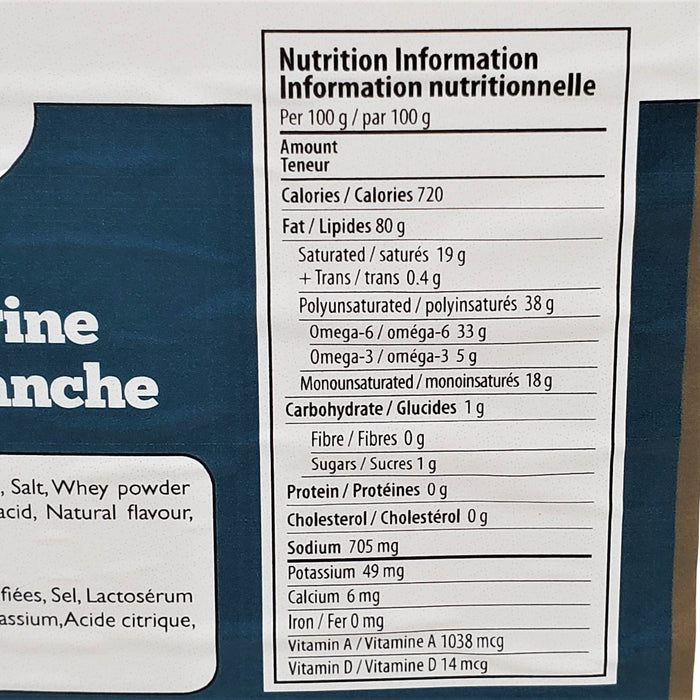 Nutrition Information
Information nutritionnelle
Per 100 g / par 100 g
Amount
Teneur
Calories / Calories 720
Fat / Lipides 80 g
Saturated / saturés 19 g
+ Trans / trans 0.4 g
Polyunsaturated / polyinsaturés 38 g
Omega-6 / oméga-6 33 g
Omega-3 / oméga-3 5 g
Monounsaturated / monoinsaturés 18 g
Carbohydrate / Glucides 1 g
Fibre / Fibres 0 g
Sugars / Sucres 1 g
Protein / Protéines 0 g
Cholesterol / Cholestérol 0 g
Sodium 705 mg
Potassium 49 mg
Calcium 6 mg
Iron / Fer 0 mg
Vitamin A / Vitamine A 1038 mcg
Vitamin D / Vitamine D 14 mcg
rine
anche
, Salt, Whey powder
acid, Natural flavour,
fiées, Sel, Lactosérum
assium, Acide citrique,